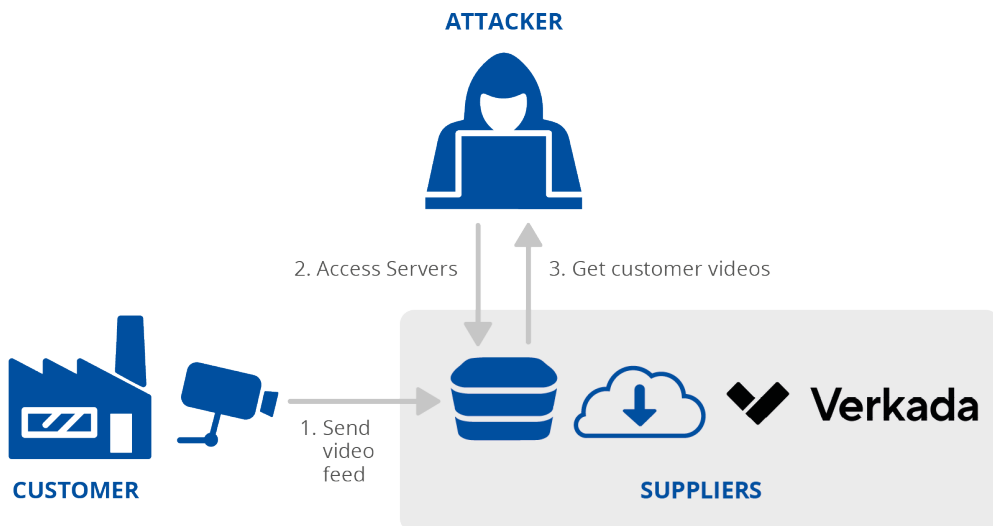 ATTACKER
2. Access Servers
3. Get customer videos
1. Send
video
feed
Verkada
CUSTOMER
SUPPLIERS